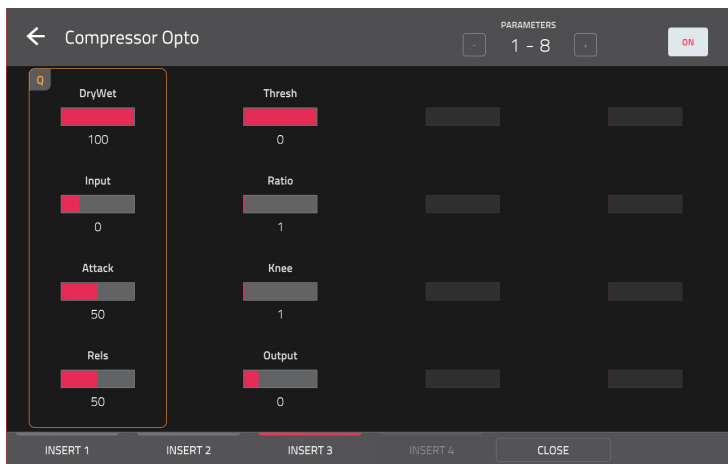 Compressor Opto
PARAMETERS
- 1 - 8 +
ON
Q
DryWet Thresh
100 0
Input Ratio
0 1
Attack Knee
50 1
Rels Output
50 0
INSERT 1 INSERT 2 INSERT 3 INSERT 4 CLOSE